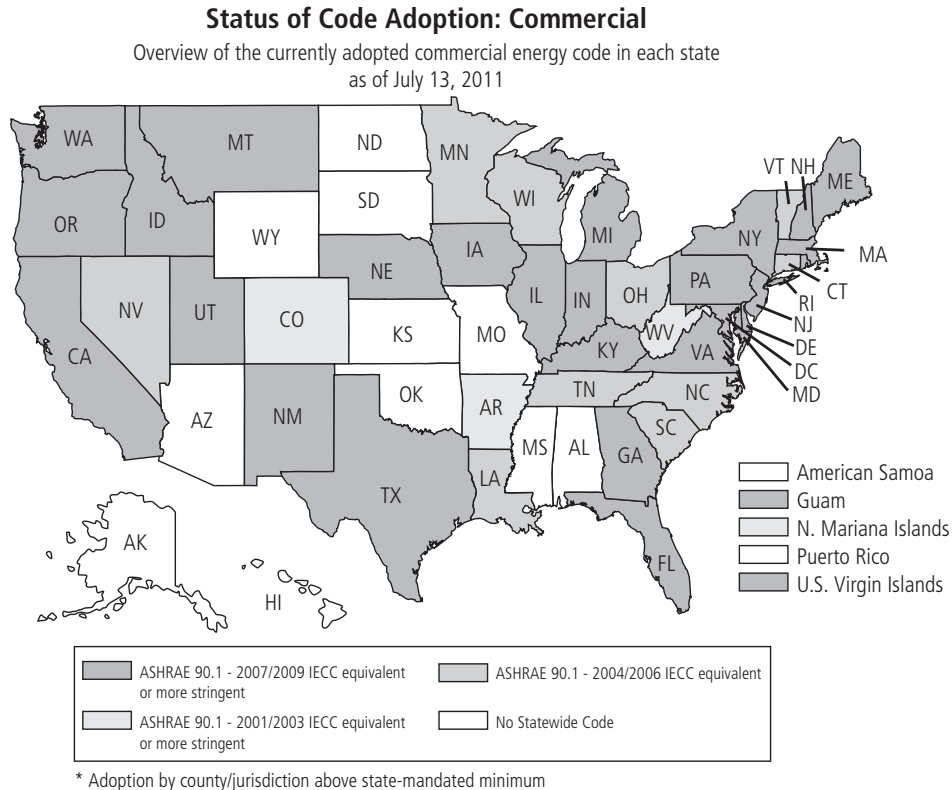 Status of Code Adoption: Commercial
Overview of the currently adopted commercial energy code in each state
as of July 13, 2011
WA
MT
ND
MN
VT NH
ME
OR
ID
SD
WI
WY
MI
NY
MA
IA
NE
PA
CT
NV
UT
CO
IL
IN
OH
RI
NJ
CA
KS
MO
WV
KY
VA
DE
DC
MD
TN
NC
AZ
NM
OK
AR
SC
MS
AL
GA
LA
TX
FL
AK
HI
American Samoa
Guam
N. Mariana Islands
Puerto Rico
U.S. Virgin Islands
ASHRAE 90.1 - 2007/2009 IECC equivalent
or more stringent
ASHRAE 90.1 - 2004/2006 IECC equivalent
ASHRAE 90.1 - 2001/2003 IECC equivalent
or more stringent
No Statewide Code
* Adoption by county/jurisdiction above state-mandated minimum